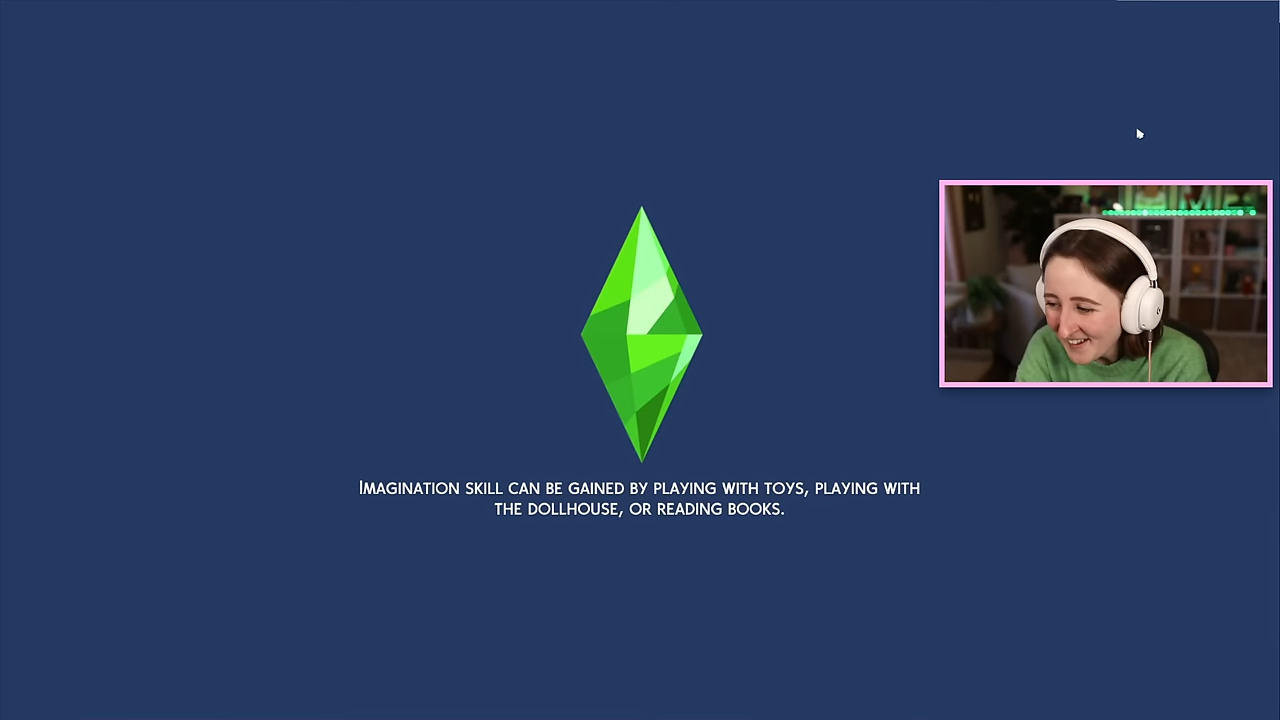 IMAGINATION SKILL CAN BE GAINED BY PLAYING WITH TOYS, PLAYING WITH
THE DOLLHOUSE, OR READING BOOKS.